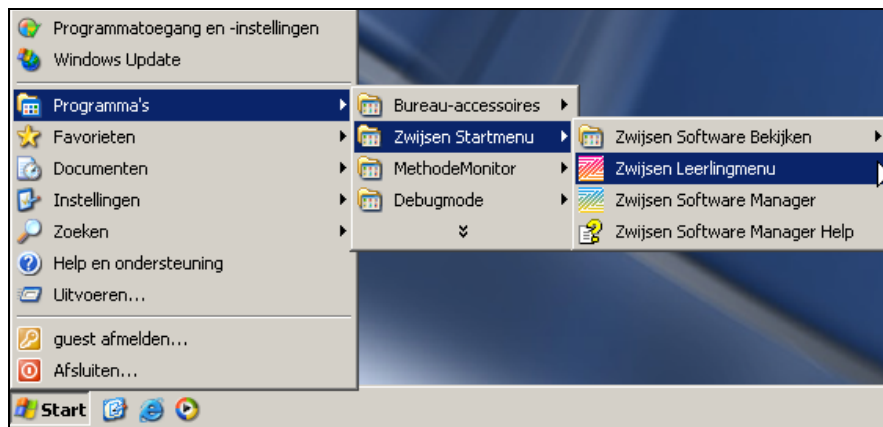 Programmatoegang en -instellingen
Windows Update
Programma's
Favorieten
Documenten
Instellingen
Zoeken
Help en ondersteuning
Uitvoeren...
guest afmelden...
Afsluiten...
Start
Bureau-accessoires
Zwijsen Startmenu
MethodeMonitor
Debugmode
Zwijsen Software Bekijken
Zwijsen Leerlingmenu
Zwijsen Software Manager
Zwijsen Software Manager Help